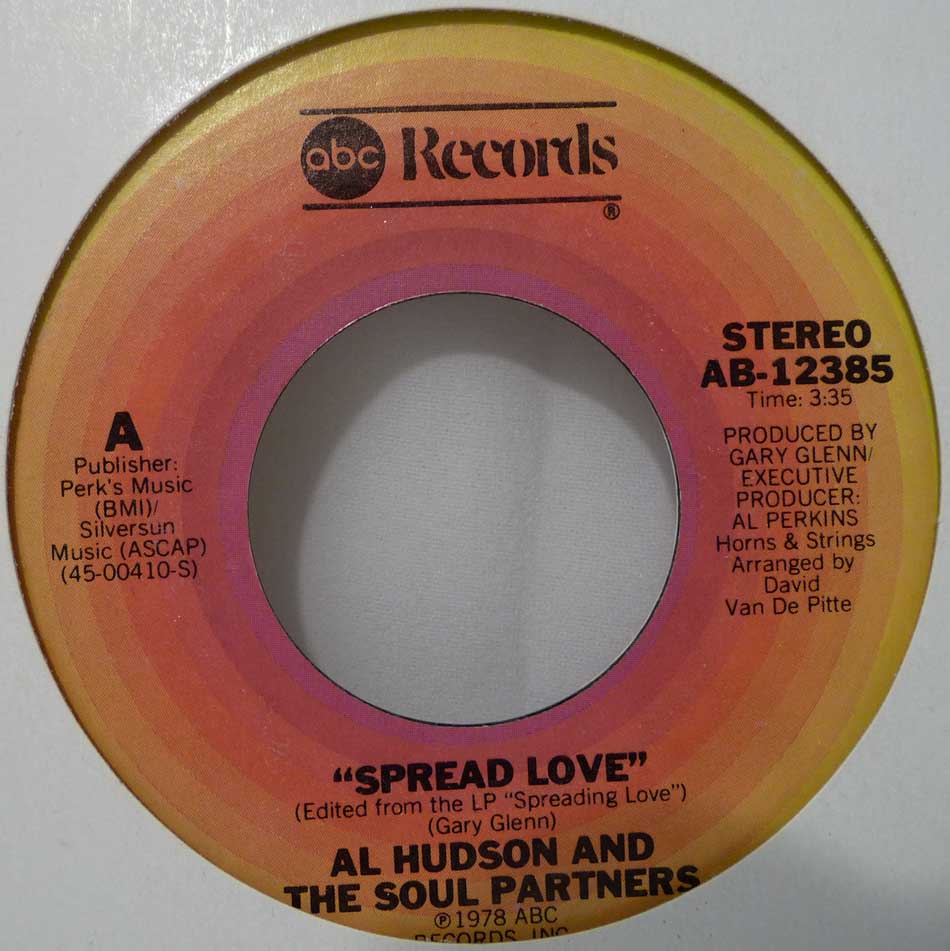 abc Records
®
STEREO
AB-12385
Time: 3:35
A
Publisher:
Perk's Music
(BMI)/
Silversun
Music (ASCAP)
(45-00410-S)
PRODUCED BY
GARY GLENN/
EXECUTIVE
PRODUCER:
AL PERKINS
Horns & Strings
Arranged by
David
Van De Pitte
"SPREAD LOVE"
(Edited from the LP "Spreading Love")
(Gary Glenn)
AL HUDSON AND
THE SOUL PARTNERS
℗1978 ABC
RECORDS, INC.